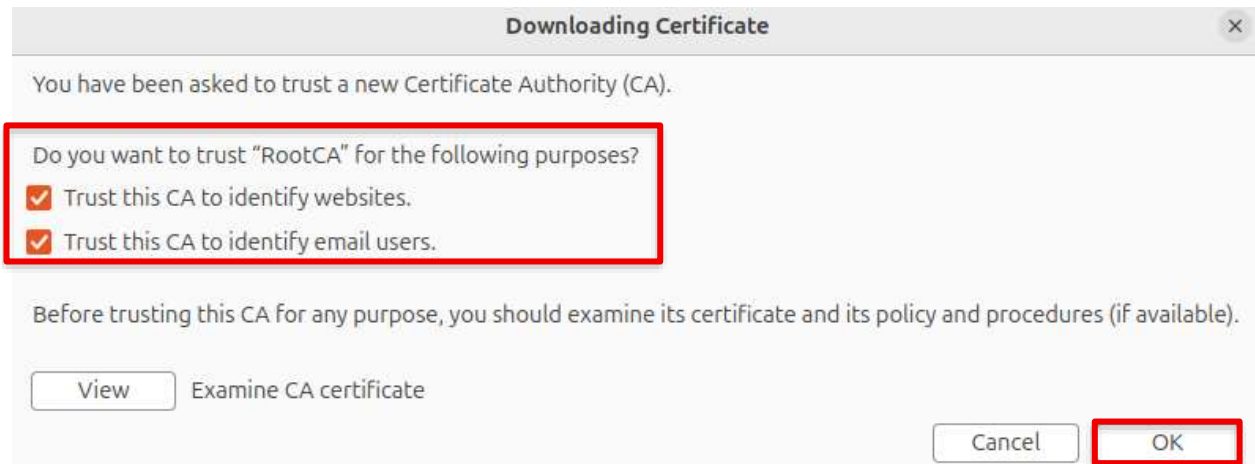 Downloading Certificate
You have been asked to trust a new Certificate Authority (CA).
Do you want to trust “RootCA” for the following purposes?
Trust this CA to identify websites.
Trust this CA to identify email users.
Before trusting this CA for any purpose, you should examine its certificate and its policy and procedures (if available).
View Examine CA certificate
Cancel OK